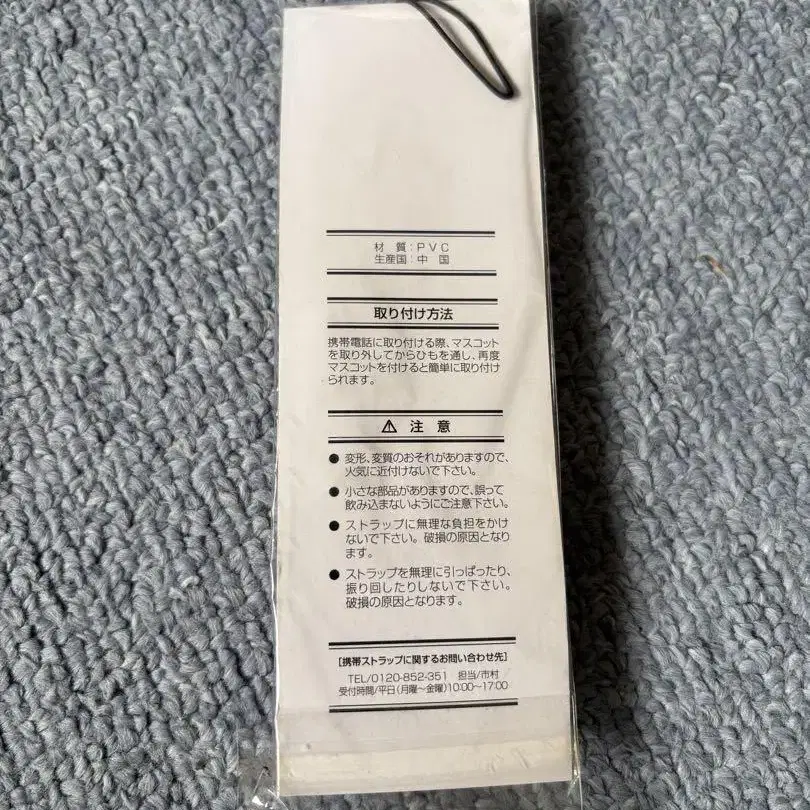 材　質：ＰＶＣ
生産国：中　国
取り付け方法
携帯電話に取り付ける際、マスコット
を取り外してからひもを通し、再度
マスコットを付けると簡単に取り付け
られます。
⚠ 注　意
● 変形、変質のおそれがありますので、
火気に近付けないで下さい。
● 小さな部品がありますので、誤って
飲み込まないようにご注意下さい。
● ストラップに無理な負担をかけ
ないで下さい。破損の原因となり
ます。
● ストラップを無理に引っぱったり、
振り回したりしないで下さい。
破損の原因となります。
［携帯ストラップに関するお問い合わせ先］
TEL/0120-852-351　担当/市村
受付時間/平日（月曜～金曜）10:00～17:00